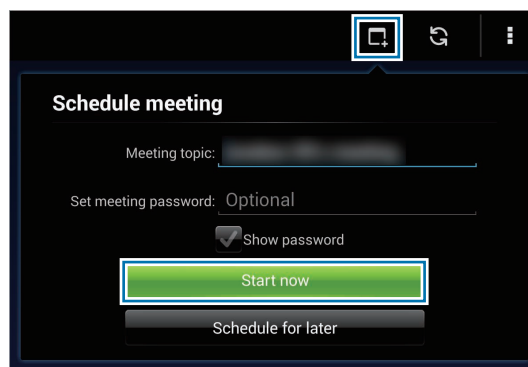 Schedule meeting
Meeting topic:
Set meeting password: Optional
Show password
Start now
Schedule for later